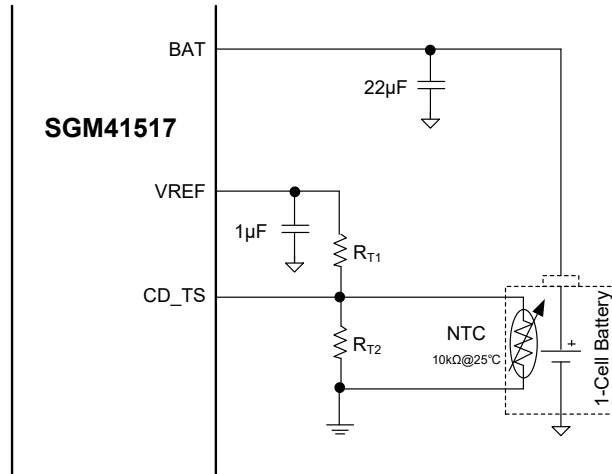 BAT
22μF
SGM41517
VREF
1μF
RT1
CD_TS
RT2
NTC
10kΩ@25℃
+
1-Cell Battery